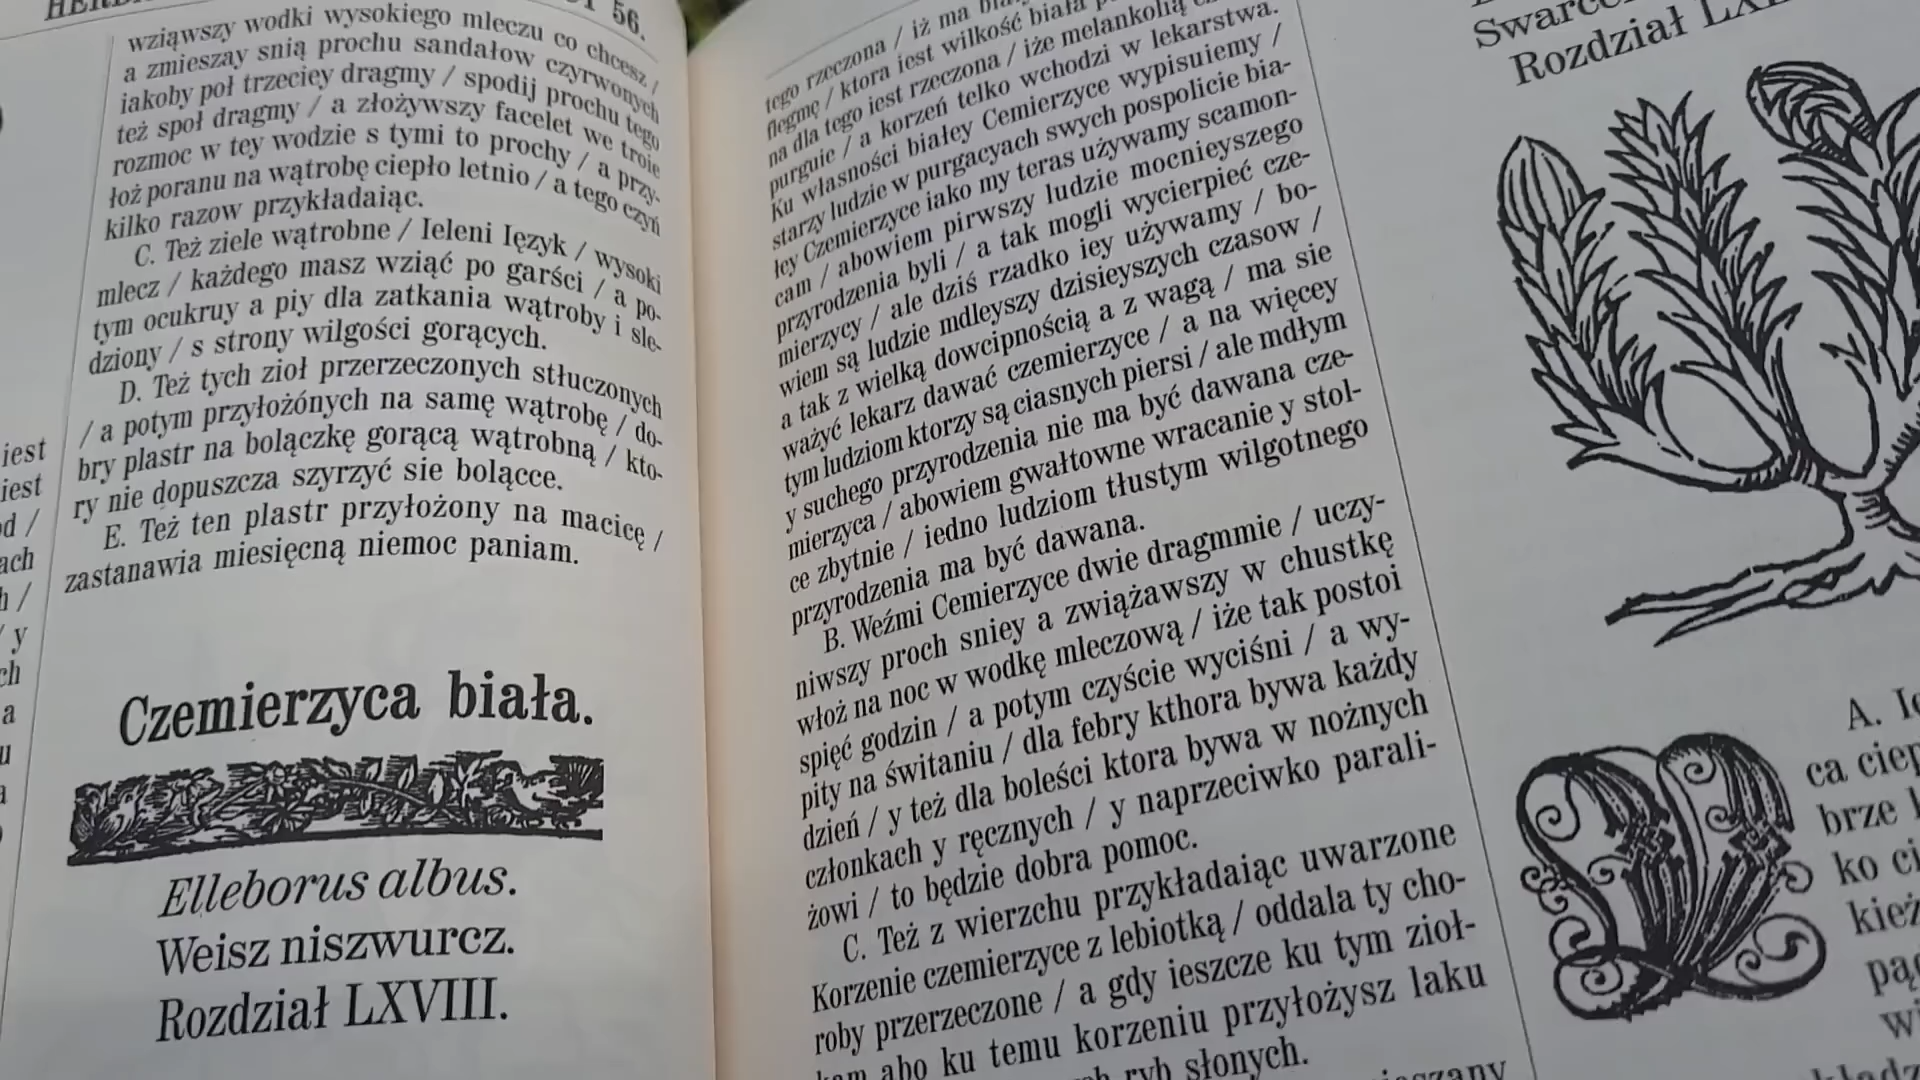 56.
wziąwszy wodki wysokiego mleczu co chcesz /
a zmieszay snią prochu sandałow czyrwonych
iakoby poł trzeciey dragmy / spodij prochu tego
też społ dragmy / a złożywszy facelet we troie
rozmoc w tey wodzie s tymi to prochy / a przy-
łoż poranu na wątrobę ciepło letnio / a tego czyń
kilko razow przykładaiąc.
C. Też ziele wątrobne / Ieleni Ięzyk / wysoki
mlecz / każdego masz wziąć po garści / a po-
tym ocukruy a piy dla zatkania wątroby i śle-
dziony / s strony wilgości gorących.
D. Też tych zioł przerzeczonych stłuczonych
/ a potym przyłożónych na samę wątrobę / do-
bry plastr na bolączkę gorącą wątrobną / kto-
ry nie dopuszcza szyrzyć sie bolącce.
E. Też ten plastr przyłożony na macicę /
zastanawia miesięcną niemoc paniam.
Czemierzyca biała.
Elleborus albus.
Weisz niszwurcz.
Rozdział LXVIII.
iest
iest
ach
y
a
tego rzeczona / iż ma
flegmę / ktora iest wilkość biała
na dla tego iest rzeczona / iże melankolią
purguie / a korzeń telko wchodzi w lekarstwa.
Ku własności białey Cemierzyce wypisuiemy /
starzy ludzie w purgacyach swych pospolicie bia-
łey Czemierzyce iako my teras używamy scamon-
cam / abowiem pirwszy ludzie mocnieyszego
przyrodzenia byli / a tak mogli wycierpieć cze-
mierzycy / ale dziś rzadko iey używamy / bo-
wiem są ludzie mdleyszy dzisieyszych czasow /
a tak z wielką dowcipnością a z wagą / ma sie
ważyć lekarz dawać czemierzyce / a na więcey
tym ludziom ktorzy są ciasnych piersi / ale mdłym
y suchego przyrodzenia nie ma być dawana cze-
mierzyca / abowiem gwałtowne wracanie y stol-
ce zbytnie / iedno ludziom tłustym wilgotnego
przyrodzenia ma być dawana.
B. Weźmi Cemierzyce dwie dragmmie / uczy-
niwszy proch sniey a związawszy w chustkę
włoż na noc w wodkę mleczową / iże tak postoi
spięć godzin / a potym czyście wyciśni / a wy-
pity na świtaniu / dla febry kthora bywa każdy
dzień / y też dla boleści ktora bywa w nożnych
członkach y ręcznych / y naprzeciwko parali-
żowi / to będzie dobra pomoc.
C. Też z wierzchu przykładaiąc uwarzone
Korzenie czemierzyce z lebiotką / oddala ty cho-
roby przerzeczone / a gdy ieszcze ku tym zioł-
kam abo ku temu korzeniu przyłożysz laku
ryb słonych.
Rozdział
A.
ca
brze
ko